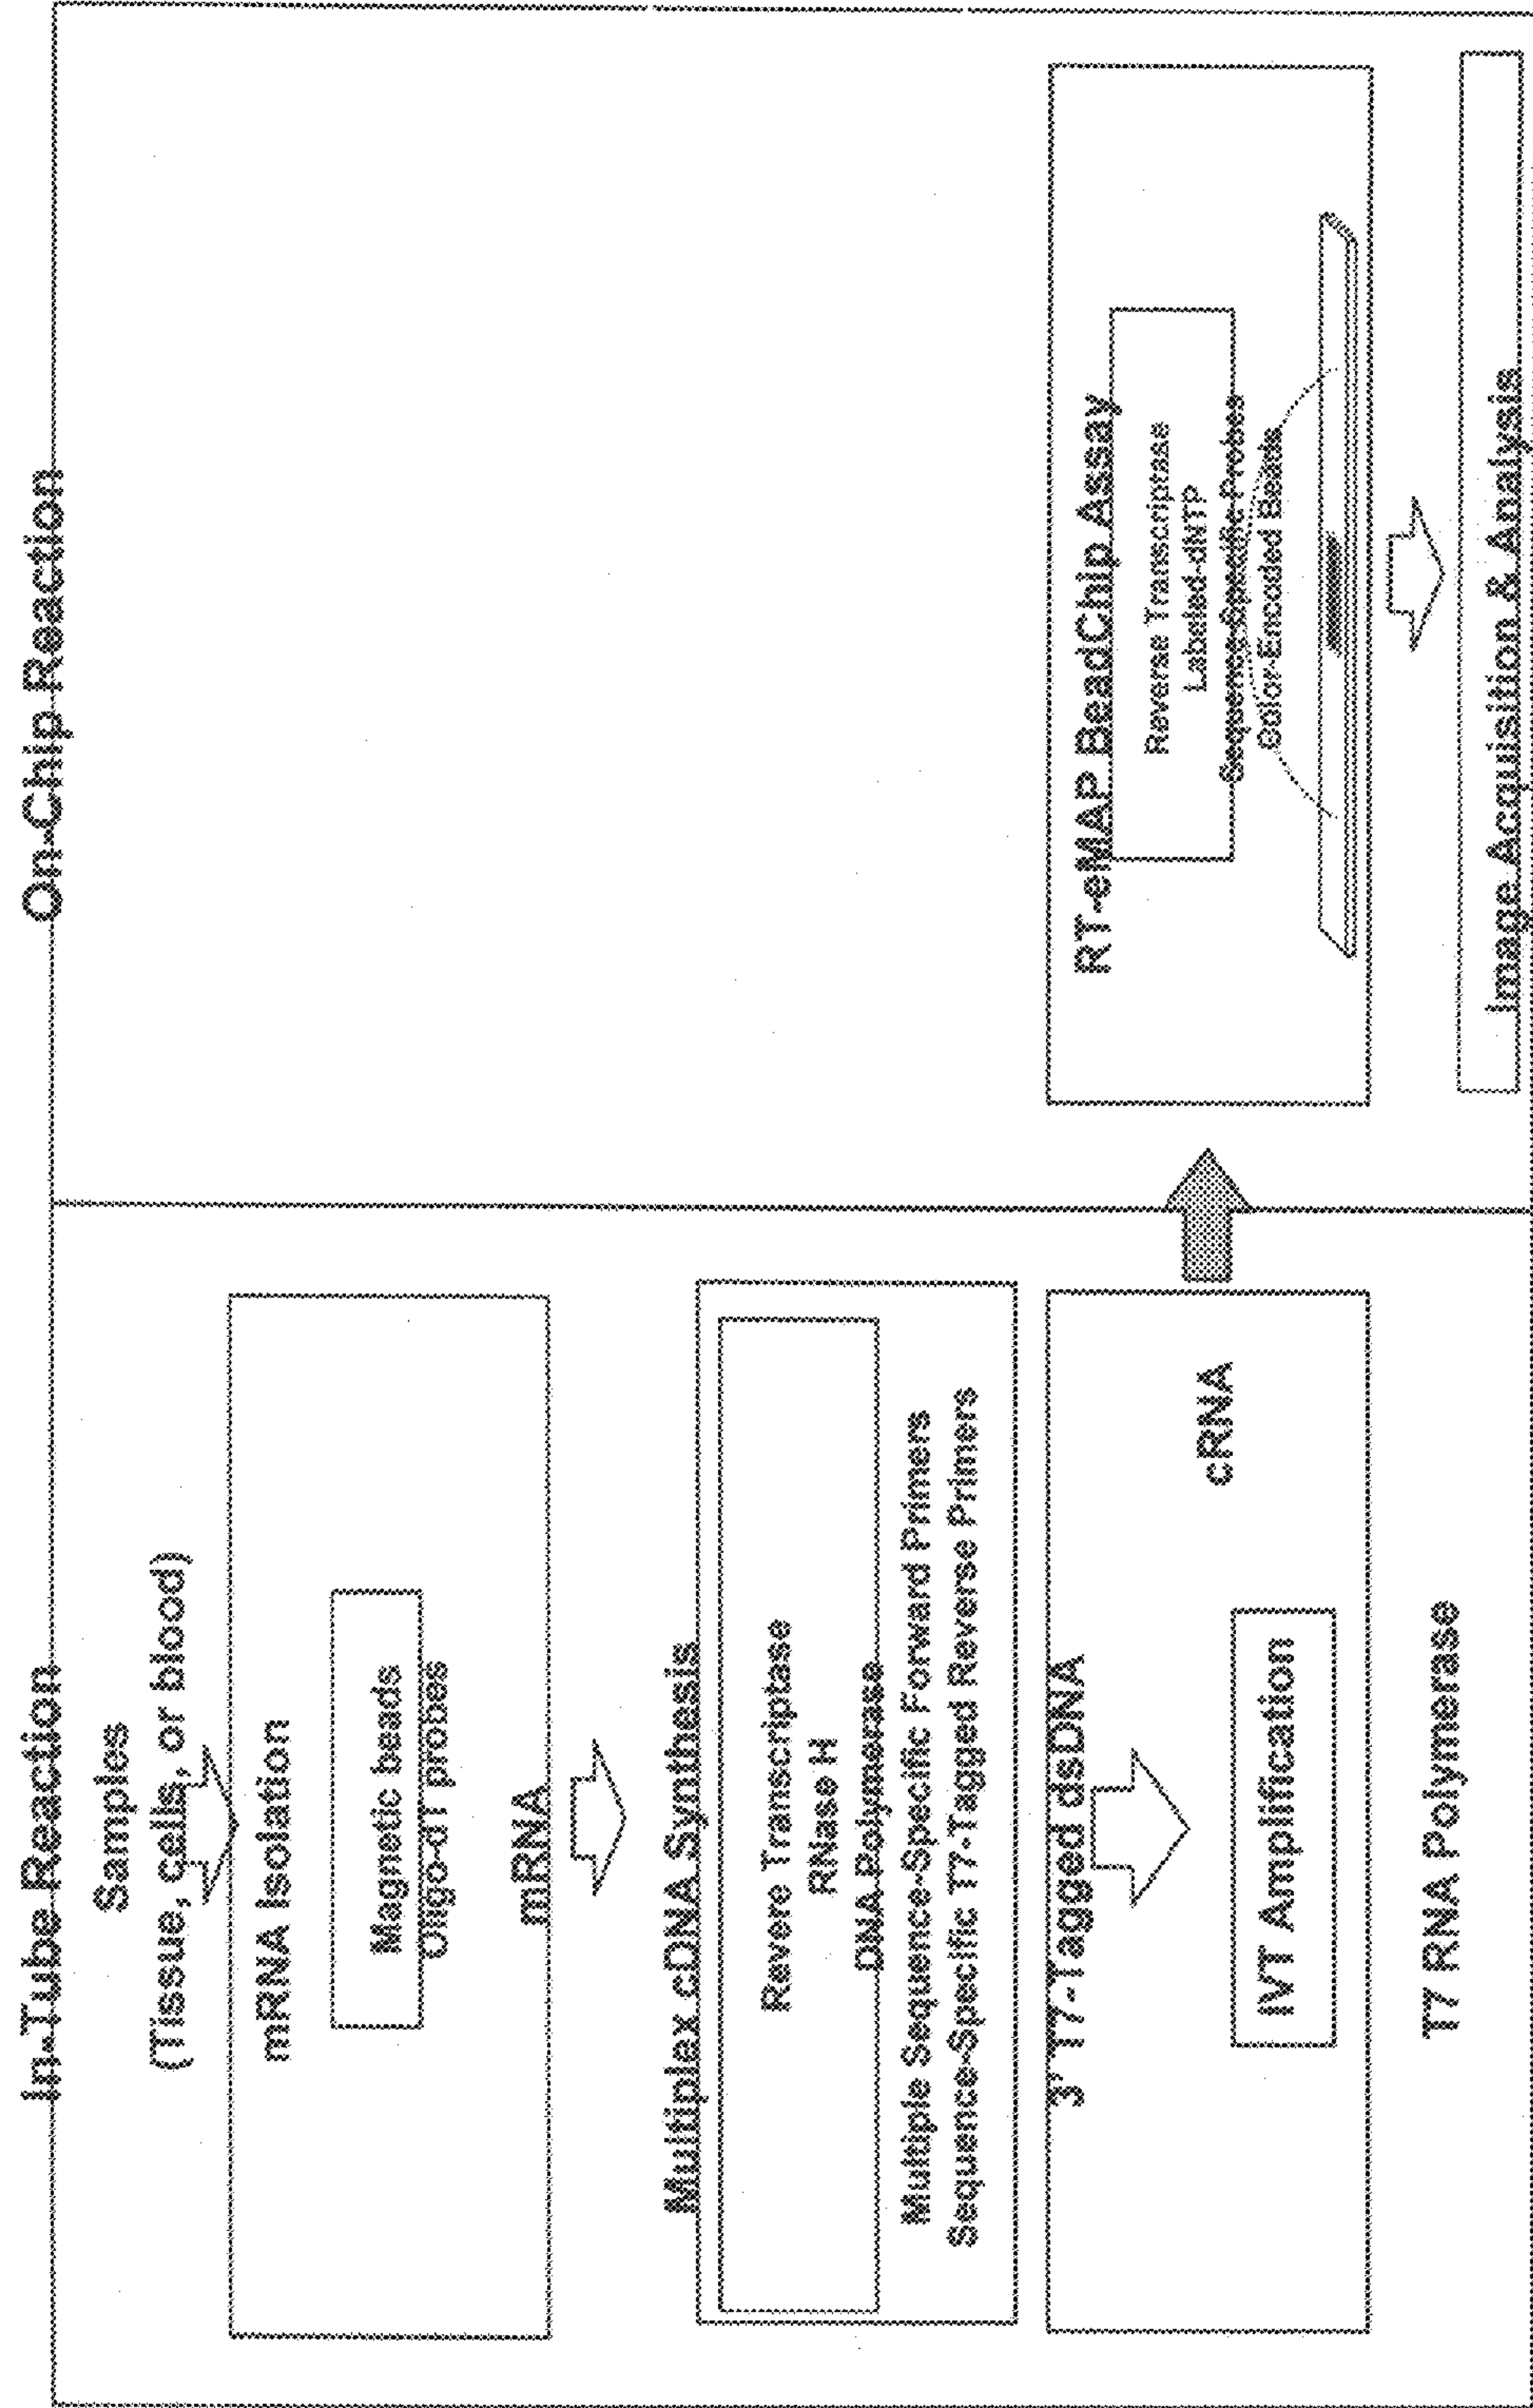 In-Tube Reaction
Samples
(Tissue, cells, or blood)
mRNA Isolation
Magnetic beads
Oligo-dT probes
mRNA
Multiplex cDNA Synthesis
Revere Transcriptase
RNase H
DNA Polymerase
Multiple Sequence-Specific Forward Primers
Sequence-Specific T7-Tagged Reverse Primers
3' T7-Tagged dsDNA
IVT Amplification
cRNA
T7 RNA Polymerase
On-Chip Reaction
RT-eMAP BeadChip Assay
Reverse Transcriptase
Labeled-dNTP
Sequence-Specific Probes
Color-Encoded Beads
Image Acquisition & Analysis